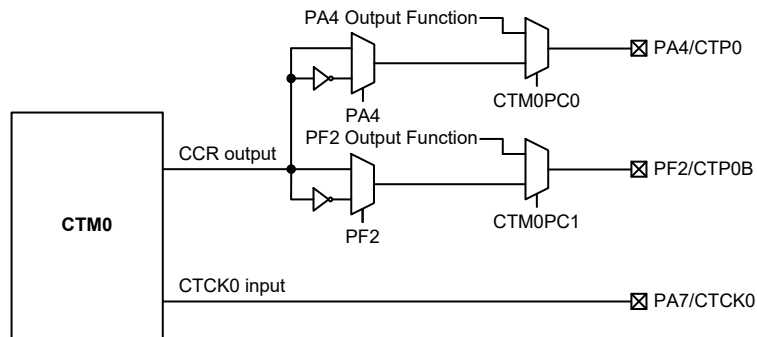 PA4 Output Function
PA4/CTP0
CTM0PC0
PA4
PF2 Output Function
CCR output
PF2/CTP0B
CTM0PC1
PF2
CTM0
CTCK0 input
PA7/CTCK0